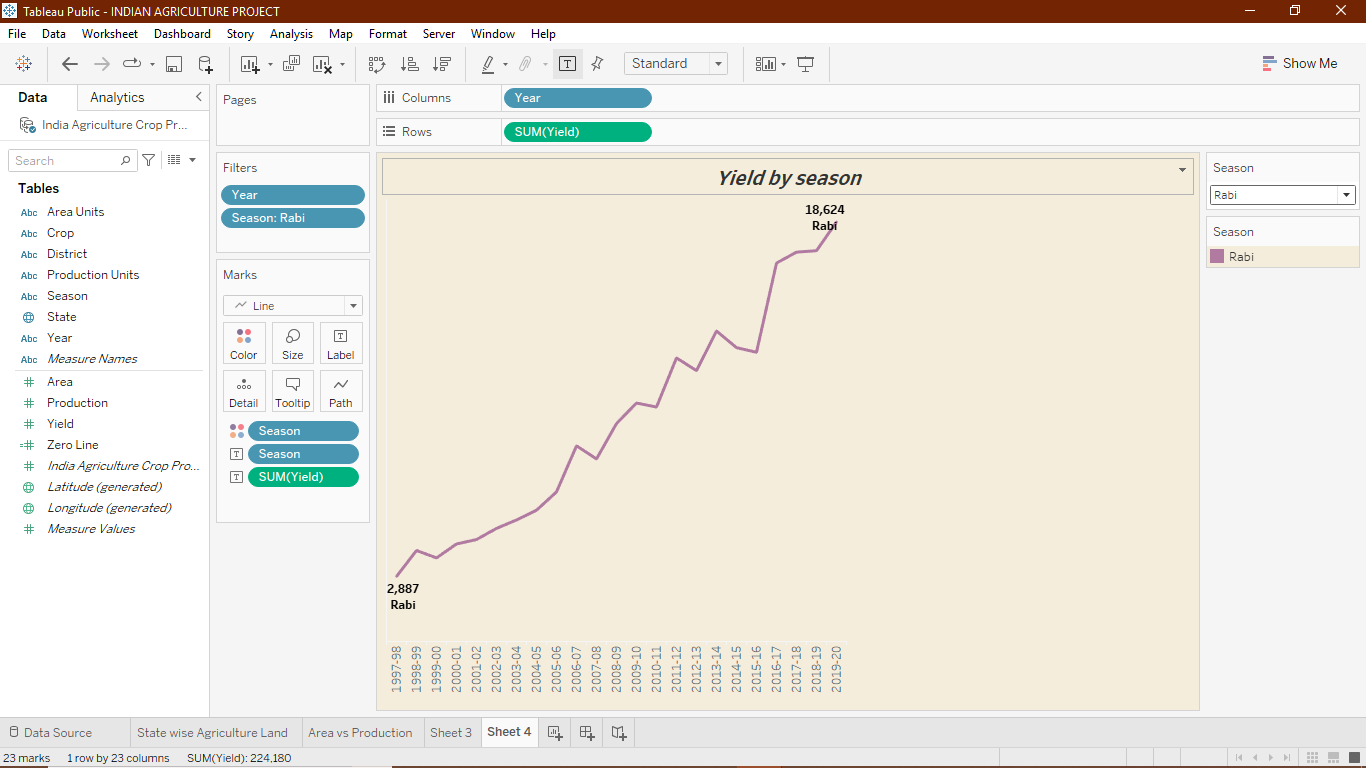 Tableau Public - INDIAN AGRICULTURE PROJECT
File Data Worksheet Dashboard Story Analysis Map Format Server Window Help
Standard
Show Me
Data Analytics
India Agriculture Crop Pr...
Search
Tables
Abc Area Units
Abc Crop
Abc District
Abc Production Units
Abc Season
State
Abc Year
Abc Measure Names
Area
Production
Yield
Zero Line
India Agriculture Crop Pro...
Latitude (generated)
Longitude (generated)
Measure Values
Pages
Filters
Year
Season: Rabi
Marks
Line
Color Size Label
Detail Tooltip Path
Season
Season
SUM(Yield)
Columns Year
Rows SUM(Yield)
Yield by season
18,624
Rabi
2,887
Rabi
1997-98
1998-99
1999-00
2000-01
2001-02
2002-03
2003-04
2004-05
2005-06
2006-07
2007-08
2008-09
2009-10
2010-11
2011-12
2012-13
2013-14
2014-15
2015-16
2016-17
2017-18
2018-19
2019-20
Season
Rabi
Season
Rabi
Data Source State wise Agriculture Land Area vs Production Sheet 3 Sheet 4
23 marks 1 row by 23 columns SUM(Yield): 224,180